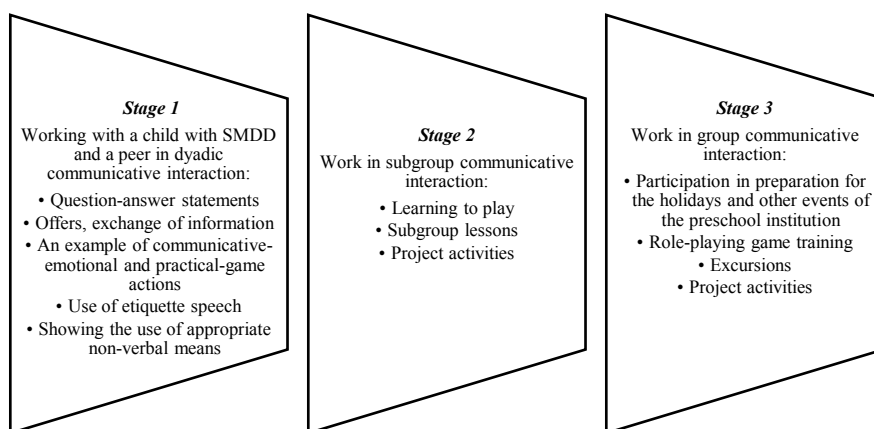 Stage 1
Working with a child with SMDD
and a peer in dyadic
communicative interaction:
• Question-answer statements
• Offers, exchange of information
• An example of communicative-
emotional and practical-game
actions
• Use of etiquette speech
• Showing the use of appropriate
non-verbal means
Stage 2
Work in subgroup communicative
interaction:
• Learning to play
• Subgroup lessons
• Project activities
Stage 3
Work in group communicative
interaction:
• Participation in preparation for
the holidays and other events of
the preschool institution
• Role-playing game training
• Excursions
• Project activities